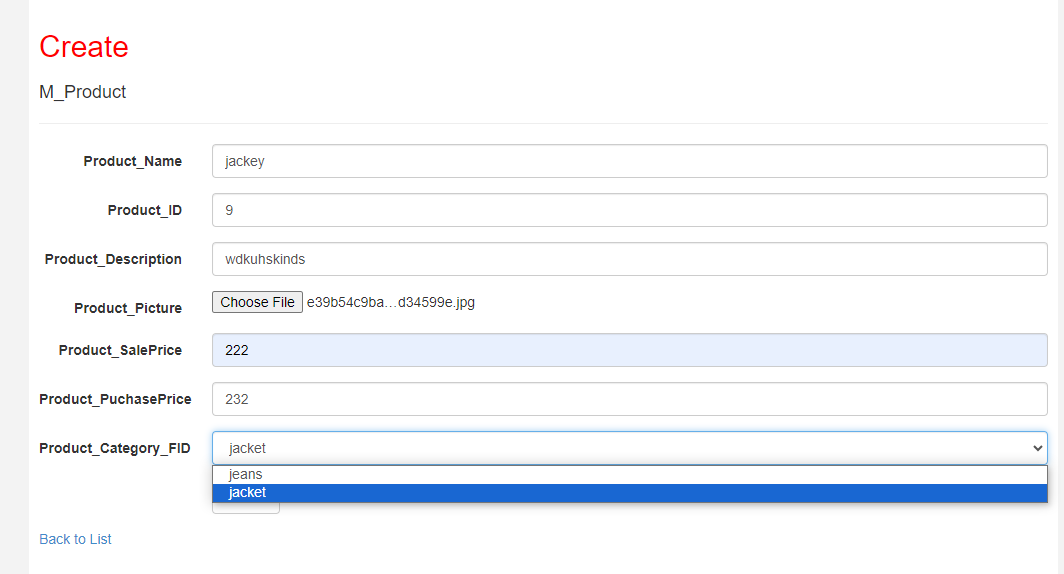 Create
M_Product
Product_Name jackey
Product_ID 9
Product_Description wdkuhskinds
Product_Picture Choose File e39b54c9ba…d34599e.jpg
Product_SalePrice 222
Product_PuchasePrice 232
Product_Category_FID jacket
jeans
jacket
Back to List